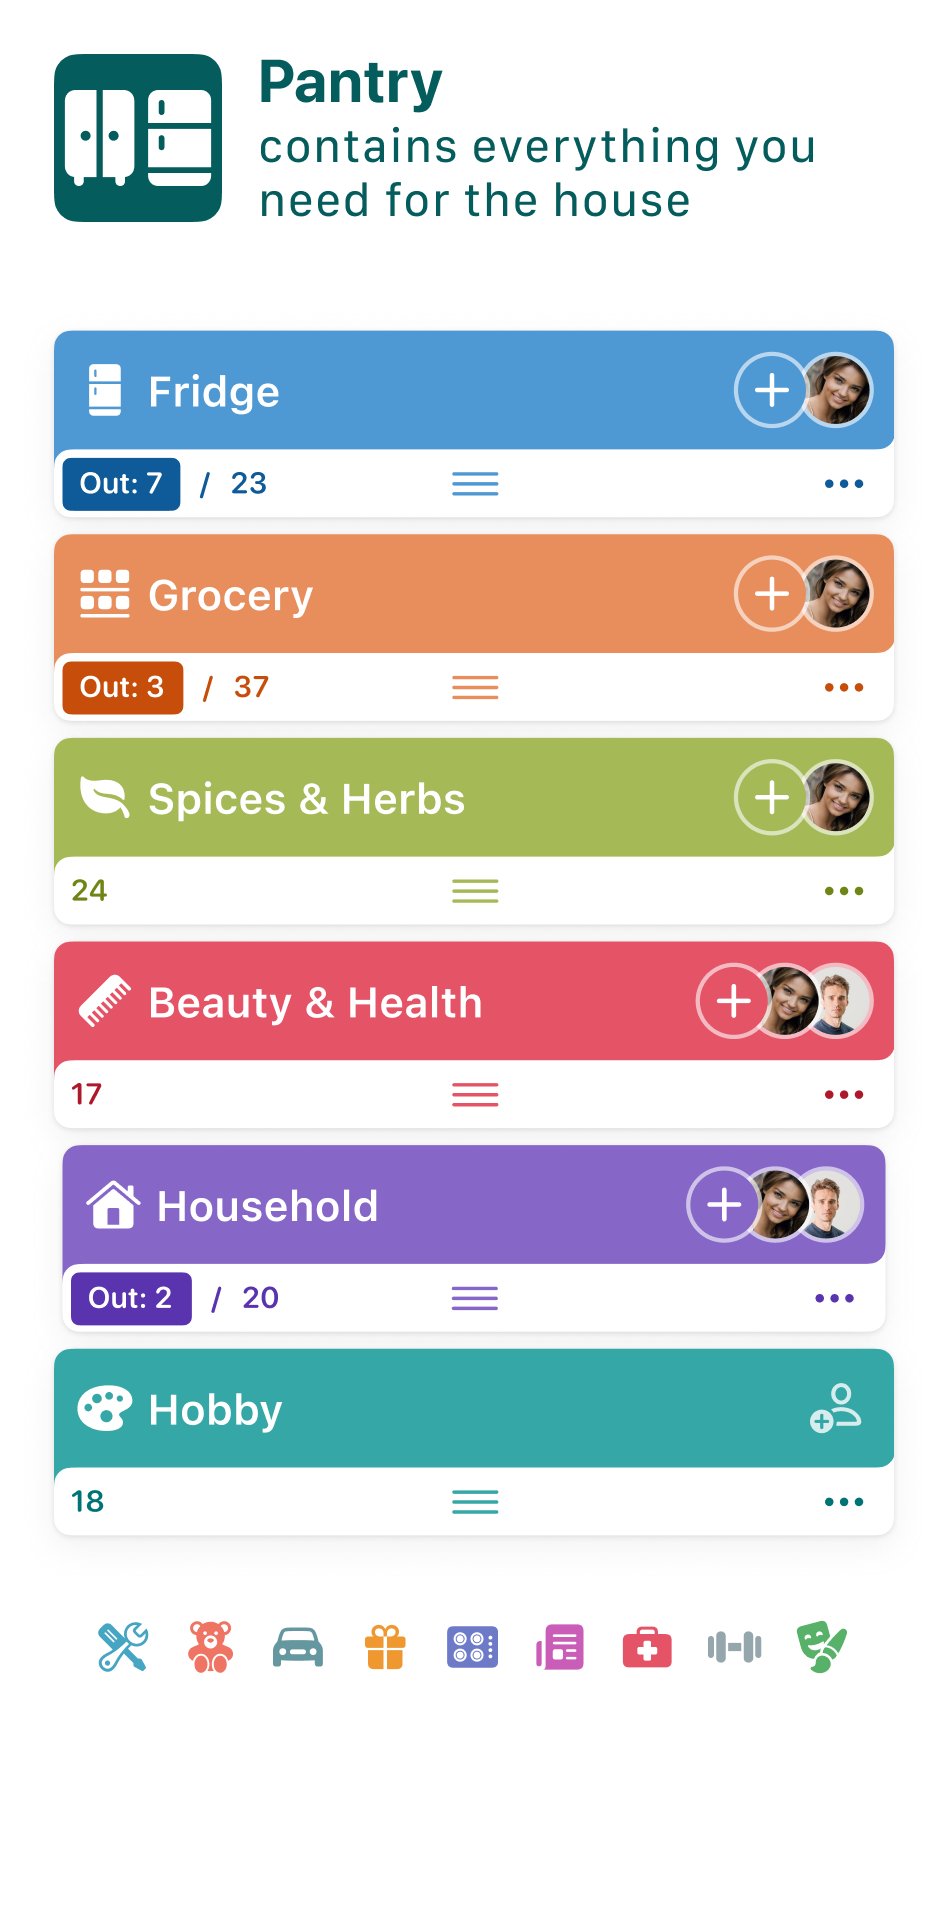 Pantry
contains everything you
need for the house
Fridge
Out: 7 / 23
Grocery
Out: 3 / 37
Spices & Herbs
24
Beauty & Health
17
Household
Out: 2 / 20
Hobby
18